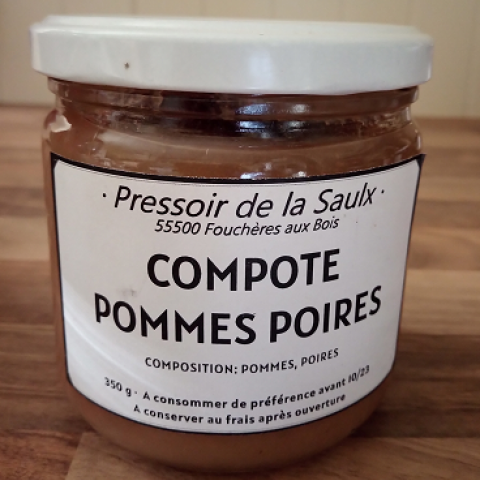 · Pressoir de la Saulx ·
55500 Fouchères aux Bois
COMPOTE
POMMES POIRES
COMPOSITION: POMMES, POIRES
350 g · A consommer de préférence avant 10/23
A conserver au frais après ouverture